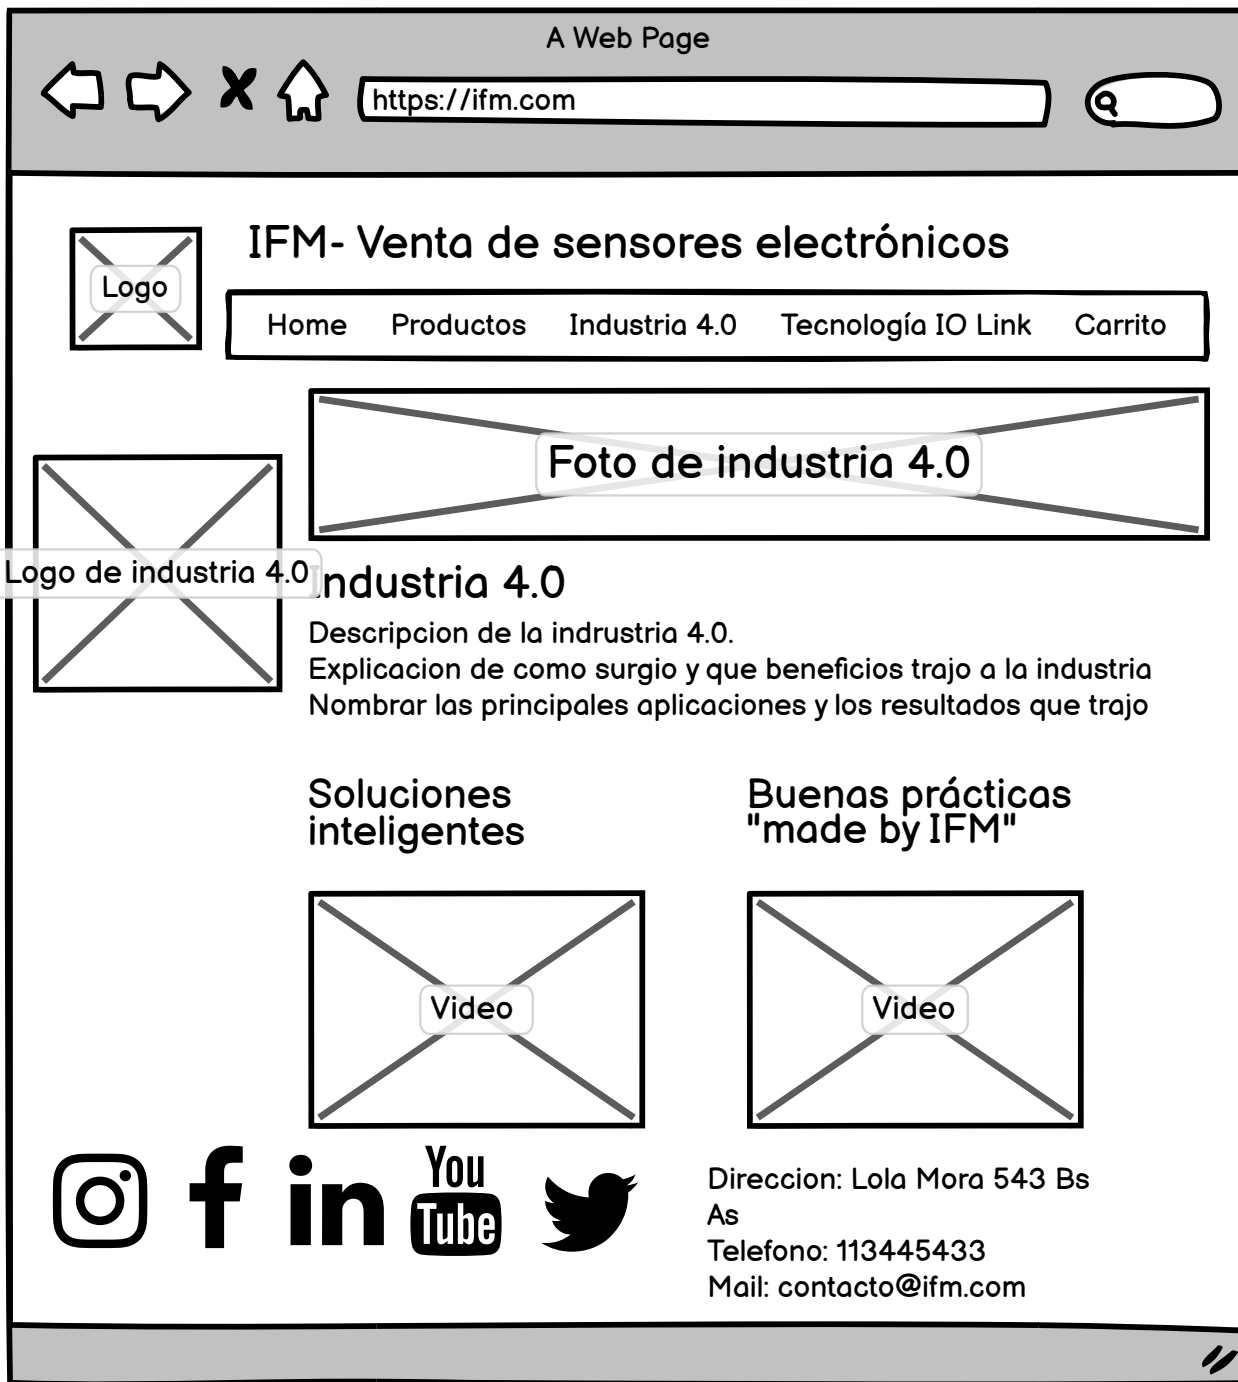 A Web Page
https://ifm.com
Logo
IFM- Venta de sensores electrónicos
Home Productos Industria 4.0 Tecnología IO Link Carrito
Foto de industria 4.0
Logo de industria 4.0
Industria 4.0
Descripcion de la indrustria 4.0.
Explicacion de como surgio y que beneficios trajo a la industria
Nombrar las principales aplicaciones y los resultados que trajo
Soluciones
inteligentes
Buenas prácticas
"made by IFM"
Video
Video
You
Tube
Direccion: Lola Mora 543 Bs
As
Telefono: 113445433
Mail: contacto@ifm.com